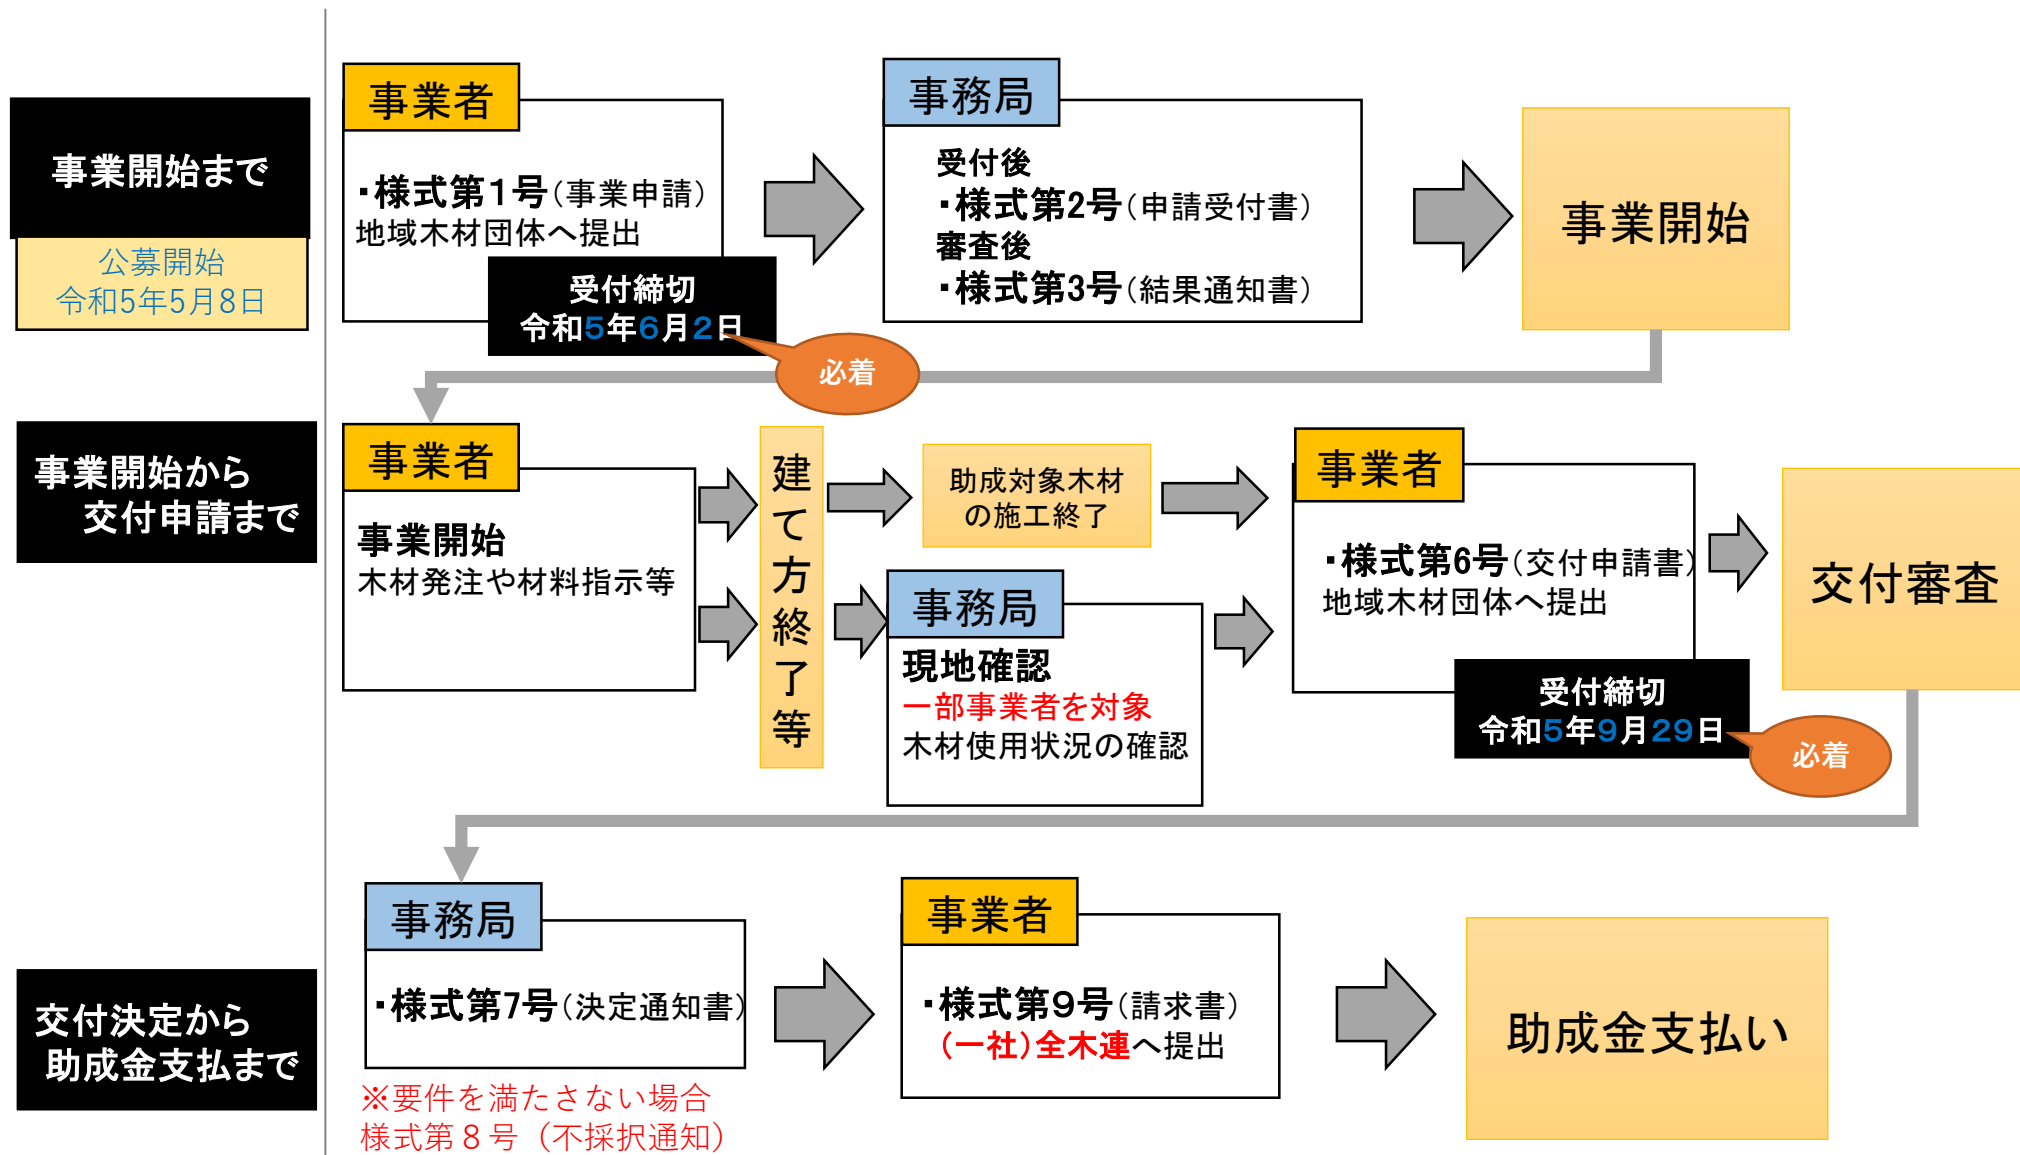 事業開始まで
公募開始
令和5年5月8日
事業者
・様式第1号(事業申請)
地域木材団体へ提出
受付締切
令和5年6月2日
必着
事務局
受付後
・様式第2号(申請受付書)
審査後
・様式第3号(結果通知書)
事業開始
事業開始から
交付申請まで
事業者
事業開始
木材発注や材料指示等
建て方終了等
助成対象木材
の施工終了
事務局
現地確認
一部事業者を対象
木材使用状況の確認
事業者
・様式第6号(交付申請書)
地域木材団体へ提出
受付締切
令和5年9月29日
必着
交付審査
交付決定から
助成金支払まで
事務局
・様式第7号(決定通知書)
※要件を満たさない場合
様式第8号(不採択通知)
事業者
・様式第9号(請求書)
(一社)全木連へ提出
助成金支払い